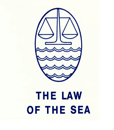 THE LAW
OF THE SEA